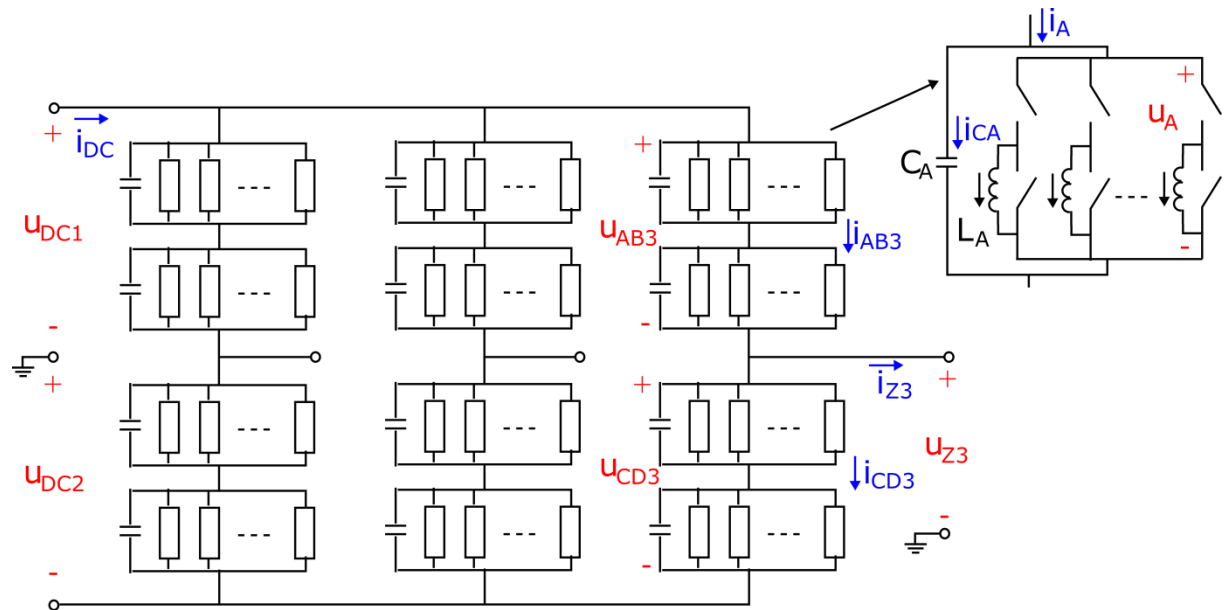 iA
+
uA
iCA
CA
LA
-
+
iDC
+
uDC1
uAB3
iAB3
-
-
+
+
iZ3
+
uDC2
uCD3
iCD3
uZ3
-
-
-